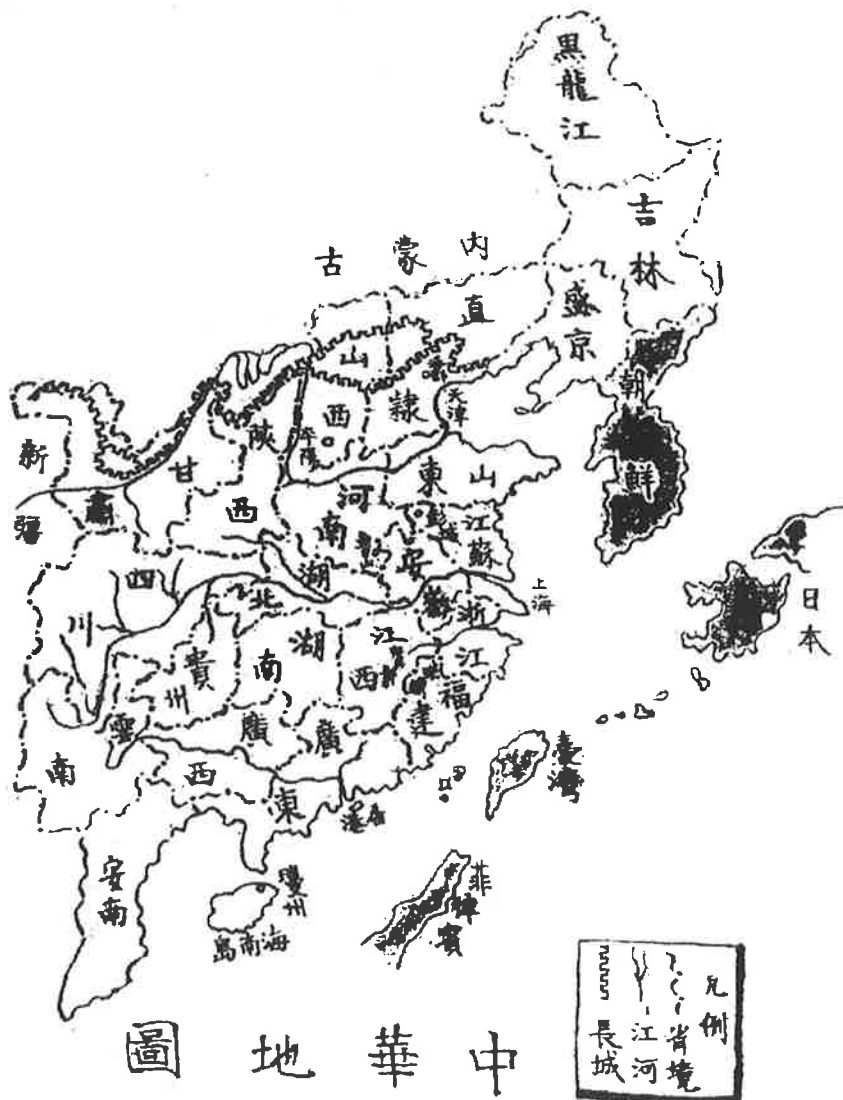 黑龍江
吉林
內蒙古
盛京
直隸
天津
朝鮮
山西
平陽
陝西
甘肅
新疆
山東
河南
江蘇
彭城
安徽
上海
浙江
湖北
四川
湖南
江西
貴州
福建
雲南
廣西
廣東
日本
臺灣
香港
安南
瓊州
海南島
菲律賓
凡例
省境
江河
長城
中華地圖